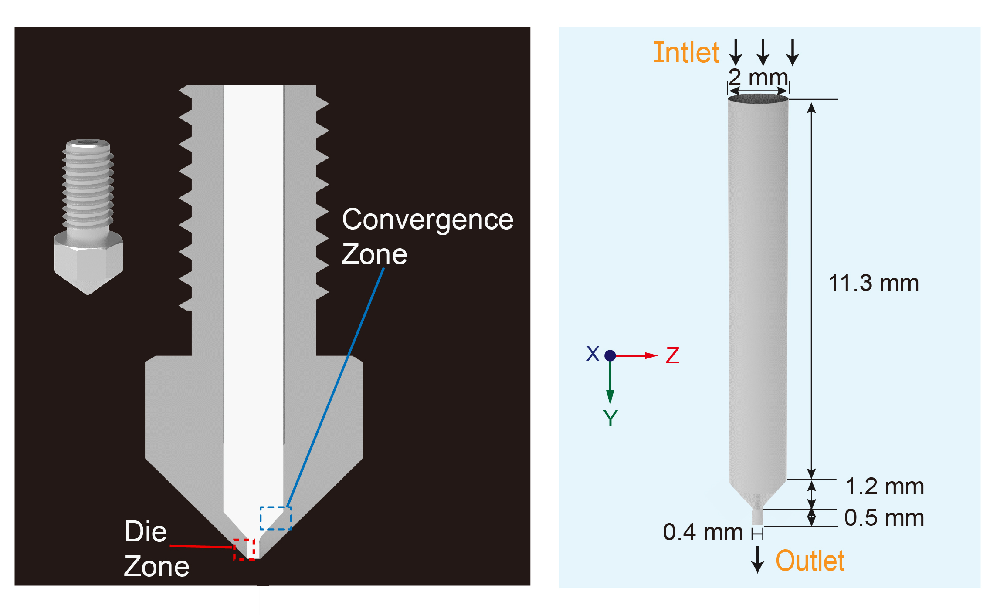 Convergence
Zone
Die
Zone
Intlet
2 mm
11.3 mm
X
Z
Y
1.2 mm
0.5 mm
0.4 mm
Outlet